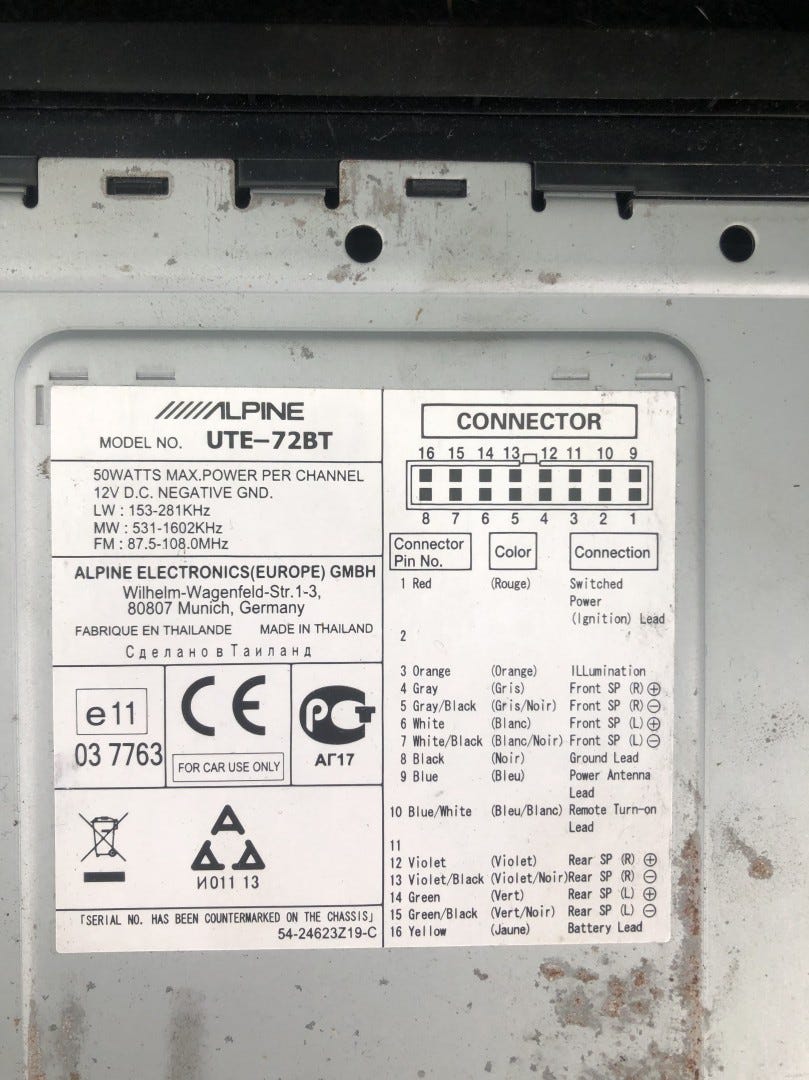 ALPINE
MODEL NO. UTE-72BT
50WATTS MAX.POWER PER CHANNEL
12V D.C. NEGATIVE GND.
LW : 153-281KHz
MW : 531-1602KHz
FM : 87.5-108.0MHz
ALPINE ELECTRONICS(EUROPE) GMBH
Wilhelm-Wagenfeld-Str.1-3,
80807 Munich, Germany
FABRIQUE EN THAILANDE MADE IN THAILAND
Сделано в Таиланд
e11
03 7763
CE
FOR CAR USE ONLY
РСТ
АГ17
И011 13
「SERIAL NO. HAS BEEN COUNTERMARKED ON THE CHASSIS」
54-24623Z19-C
CONNECTOR
16 15 14 13 12 11 10 9
8 7 6 5 4 3 2 1
Connector Pin No. Color Connection
1 Red (Rouge) Switched
Power
(Ignition) Lead
2
3 Orange (Orange) ILLumination
4 Gray (Gris) Front SP (R)⊕
5 Gray/Black (Gris/Noir) Front SP (R)⊖
6 White (Blanc) Front SP (L)⊕
7 White/Black (Blanc/Noir) Front SP (L)⊖
8 Black (Noir) Ground Lead
9 Blue (Bleu) Power Antenna
Lead
10 Blue/White (Bleu/Blanc) Remote Turn-on
Lead
11
12 Violet (Violet) Rear SP (R) ⊕
13 Violet/Black (Violet/Noir) Rear SP (R) ⊖
14 Green (Vert) Rear SP (L) ⊕
15 Green/Black (Vert/Noir) Rear SP (L) ⊖
16 Yellow (Jaune) Battery Lead